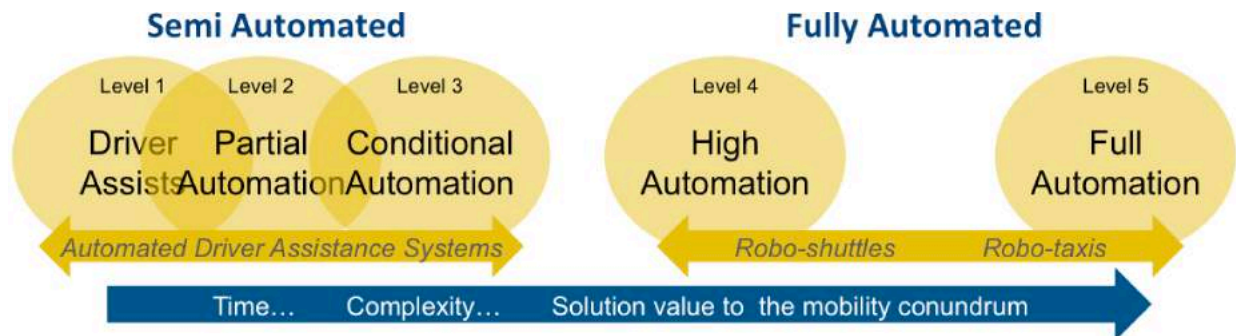 Semi Automated
Fully Automated
Level 1
Level 2
Level 3
Level 4
Level 5
Driver
Assists
Partial
Automation
Conditional
Automation
High
Automation
Full
Automation
Automated Driver Assistance Systems
Robo-shuttles
Robo-taxis
Time… Complexity… Solution value to the mobility conundrum